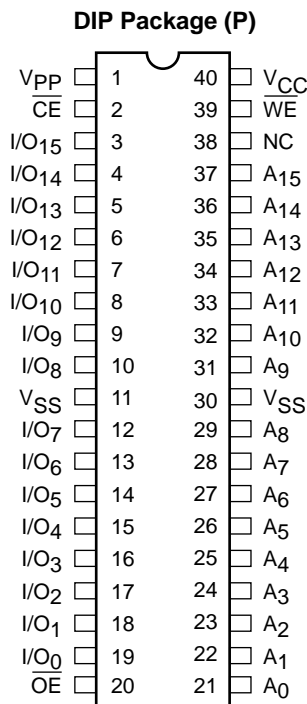 DIP Package (P)
VPP 1 40 VCC
CE 2 39 WE
I/O15 3 38 NC
I/O14 4 37 A15
I/O13 5 36 A14
I/O12 6 35 A13
I/O11 7 34 A12
I/O10 8 33 A11
I/O9 9 32 A10
I/O8 10 31 A9
VSS 11 30 VSS
I/O7 12 29 A8
I/O6 13 28 A7
I/O5 14 27 A6
I/O4 15 26 A5
I/O3 16 25 A4
I/O2 17 24 A3
I/O1 18 23 A2
I/O0 19 22 A1
OE 20 21 A0